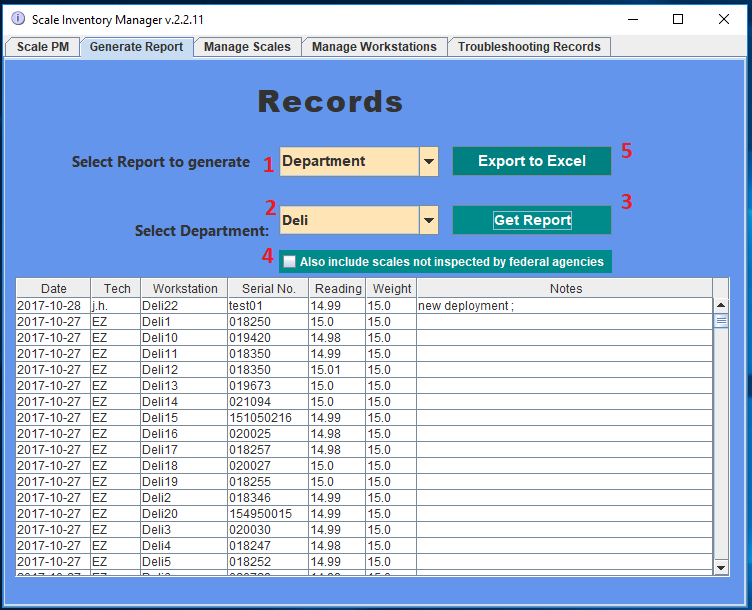 Scale Inventory Manager v.2.2.11
Scale PM Generate Report Manage Scales Manage Workstations Troubleshooting Records
Records
Select Report to generate 1 Department Export to Excel 5
Select Department: 2 Deli Get Report 3
4 Also include scales not inspected by federal agencies
Date Tech Workstation Serial No. Reading Weight Notes
2017-10-28 j.h. Deli22 test01 14.99 15.0 new deployment ;
2017-10-27 EZ Deli1 018250 15.0 15.0
2017-10-27 EZ Deli10 019420 14.98 15.0
2017-10-27 EZ Deli11 018350 14.99 15.0
2017-10-27 EZ Deli12 018350 15.01 15.0
2017-10-27 EZ Deli13 019673 15.0 15.0
2017-10-27 EZ Deli14 021094 15.0 15.0
2017-10-27 EZ Deli15 151050216 14.99 15.0
2017-10-27 EZ Deli16 020025 14.98 15.0
2017-10-27 EZ Deli17 018257 14.98 15.0
2017-10-27 EZ Deli18 020027 15.0 15.0
2017-10-27 EZ Deli19 018255 15.0 15.0
2017-10-27 EZ Deli2 018346 14.99 15.0
2017-10-27 EZ Deli20 154950015 14.99 15.0
2017-10-27 EZ Deli3 020030 14.99 15.0
2017-10-27 EZ Deli4 018247 14.98 15.0
2017-10-27 EZ Deli5 018252 14.99 15.0